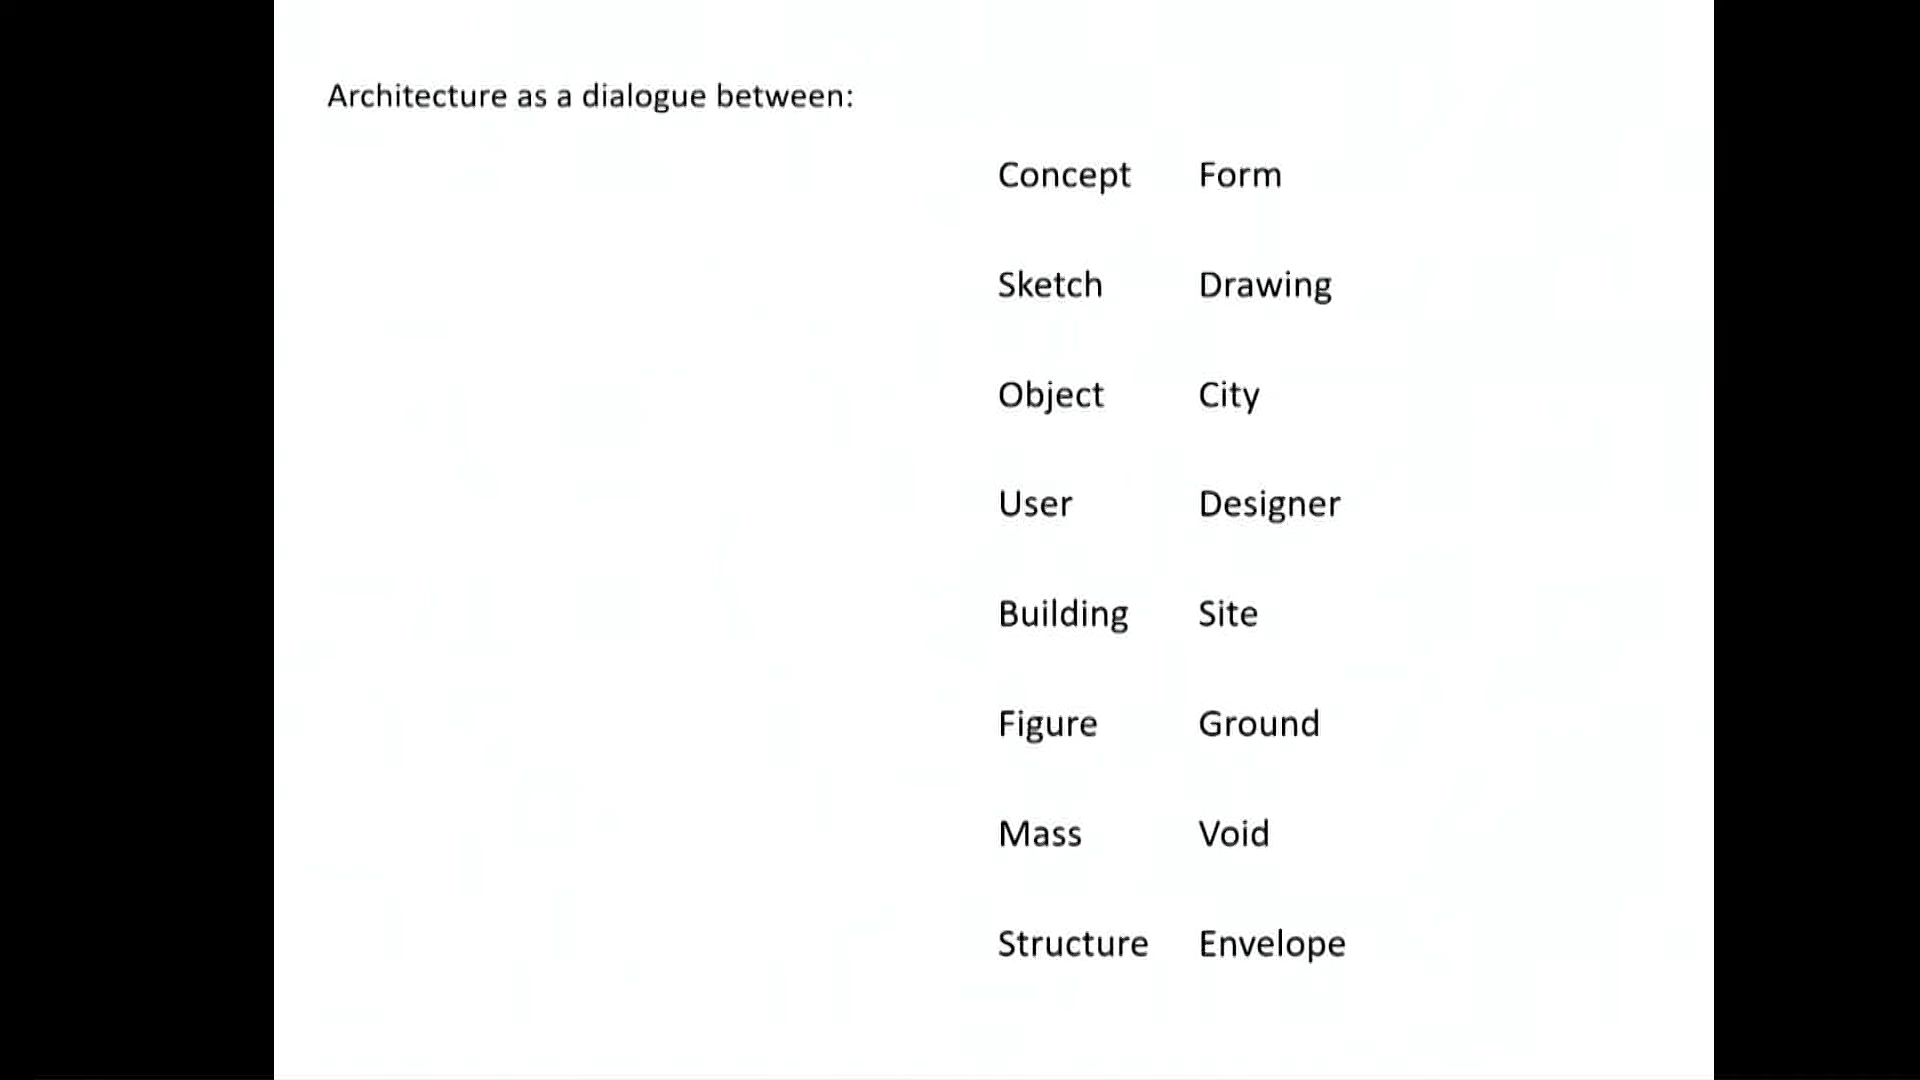 Architecture as a dialogue between:
Concept Form
Sketch Drawing
Object City
User Designer
Building Site
Figure Ground
Mass Void
Structure Envelope